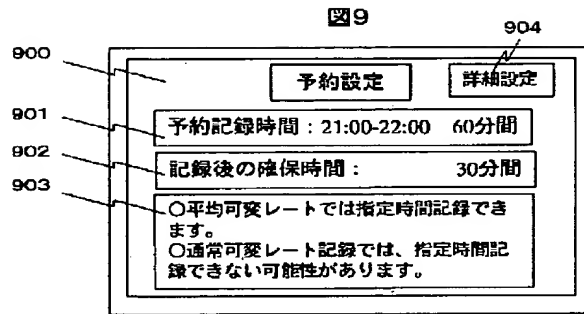 図9
904
900
予約設定
詳細設定
901
予約記録時間：21:00-22:00 60分間
902
記録後の確保時間： 30分間
903
○平均可変レートでは指定時間記録でき
ます。
○通常可変レート記録では、指定時間記
録できない可能性があります。